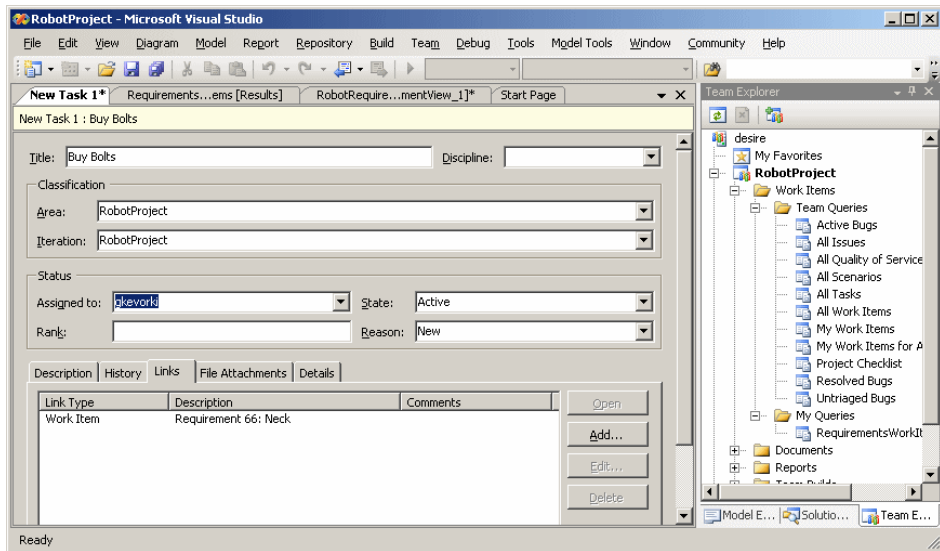 RobotProject - Microsoft Visual Studio
File Edit View Diagram Model Report Repository Build Team Debug Tools Model Tools Window Community Help
New Task 1* Requirements...ems [Results] RobotRequire...mentView_1]* Start Page
New Task 1 : Buy Bolts
Title: Buy Bolts Discipline:
Classification
Area: RobotProject
Iteration: RobotProject
Status
Assigned to: gkevorki State: Active
Rank: Reason: New
Description History Links File Attachments Details
Link Type Description Comments
Work Item Requirement 66: Neck
Open
Add...
Edit...
Delete
Team Explorer
desire
My Favorites
RobotProject
Work Items
Team Queries
Active Bugs
All Issues
All Quality of Service
All Scenarios
All Tasks
All Work Items
My Work Items
My Work Items for A
Project Checklist
Resolved Bugs
Untriaged Bugs
My Queries
RequirementsWorkIt
Documents
Reports
Team Builds
Model E... Solutio... Team E...
Ready